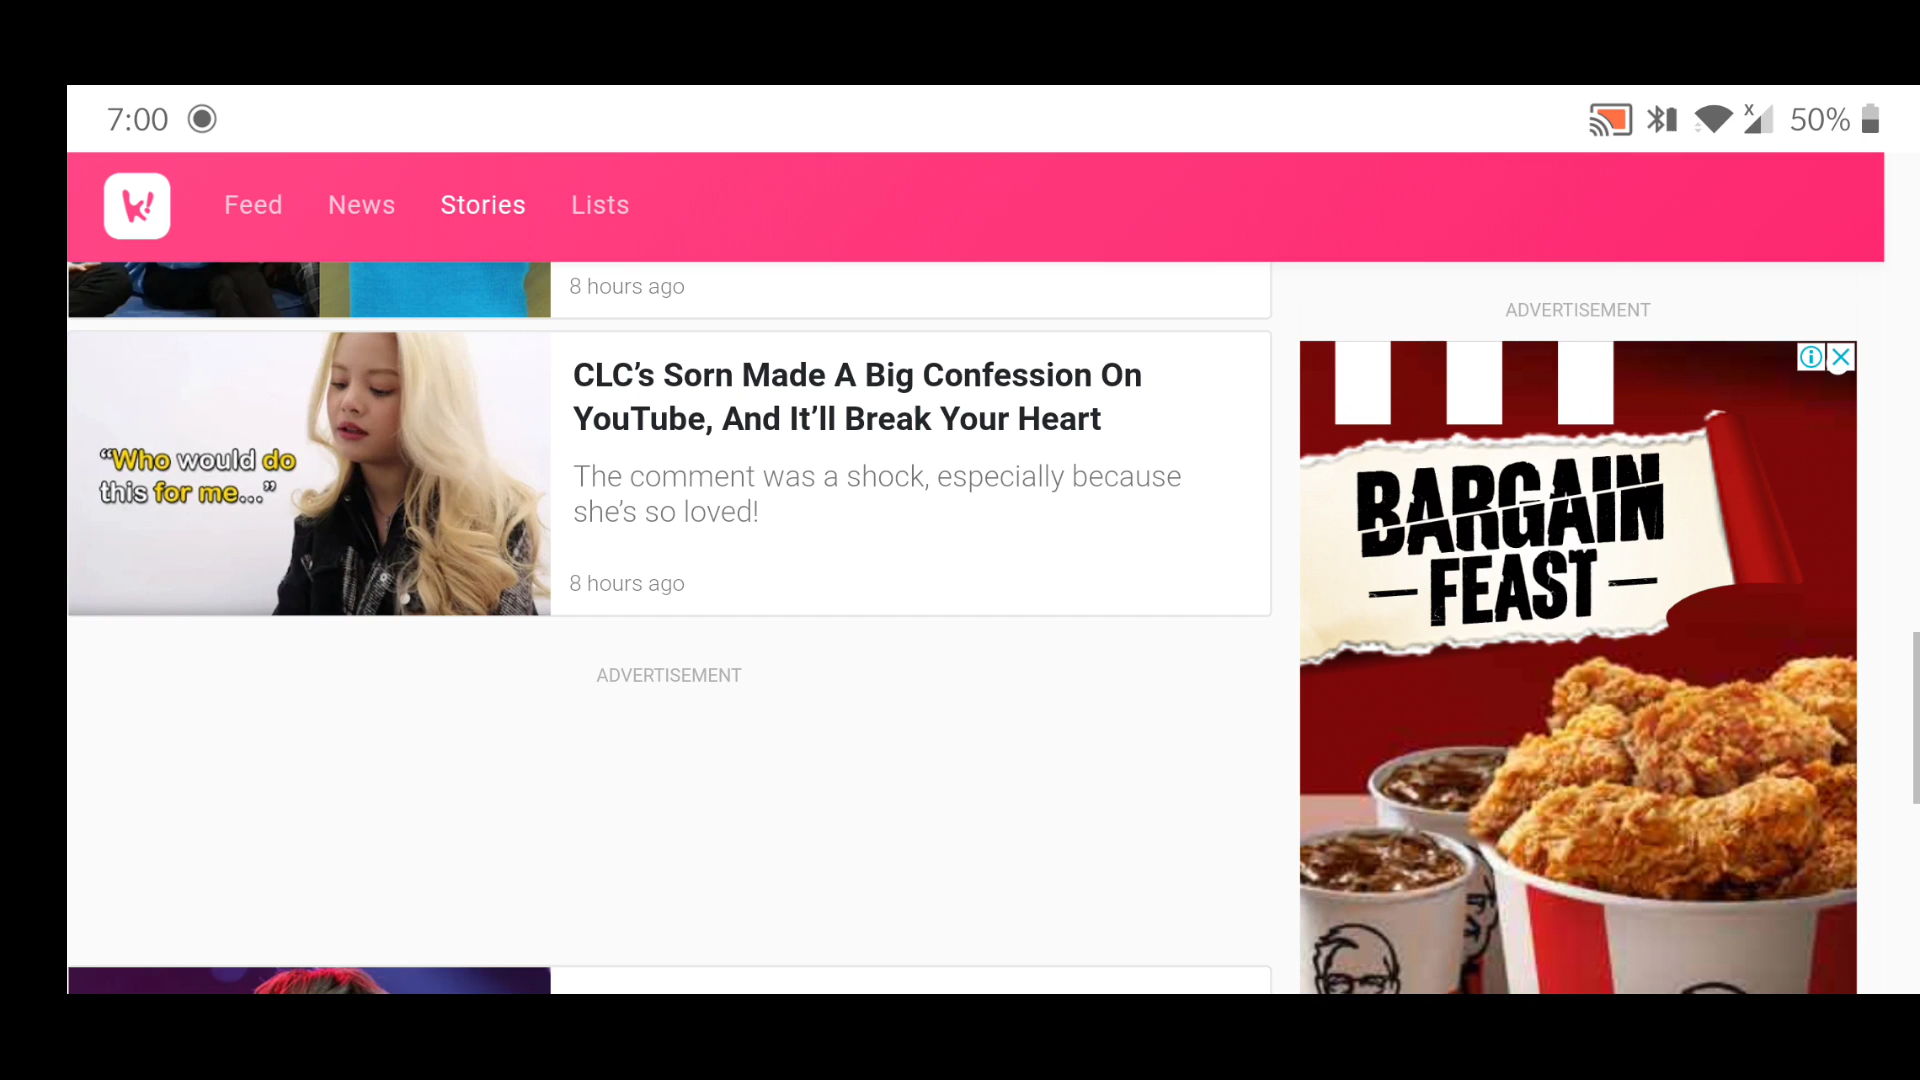 7:00
50%
Feed News Stories Lists
8 hours ago
"Who would do
this for me..."
CLC’s Sorn Made A Big Confession On
YouTube, And It’ll Break Your Heart
The comment was a shock, especially because
she’s so loved!
8 hours ago
ADVERTISEMENT
ADVERTISEMENT
BARGAIN
—FEAST—